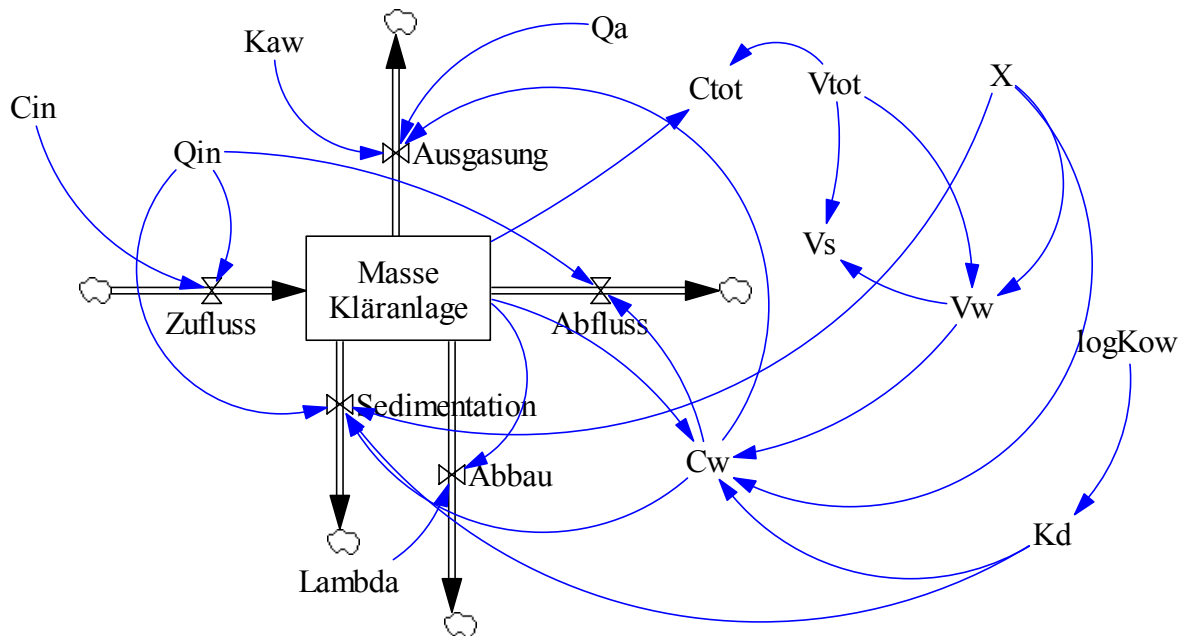 Kaw
Qa
Cin
Qin
Ausgasung
Ctot
Vtot
X
Masse
Kläranlage
Zufluss
Abfluss
Vs
Vw
logKow
Sedimentation
Abbau
Cw
Lambda
Kd